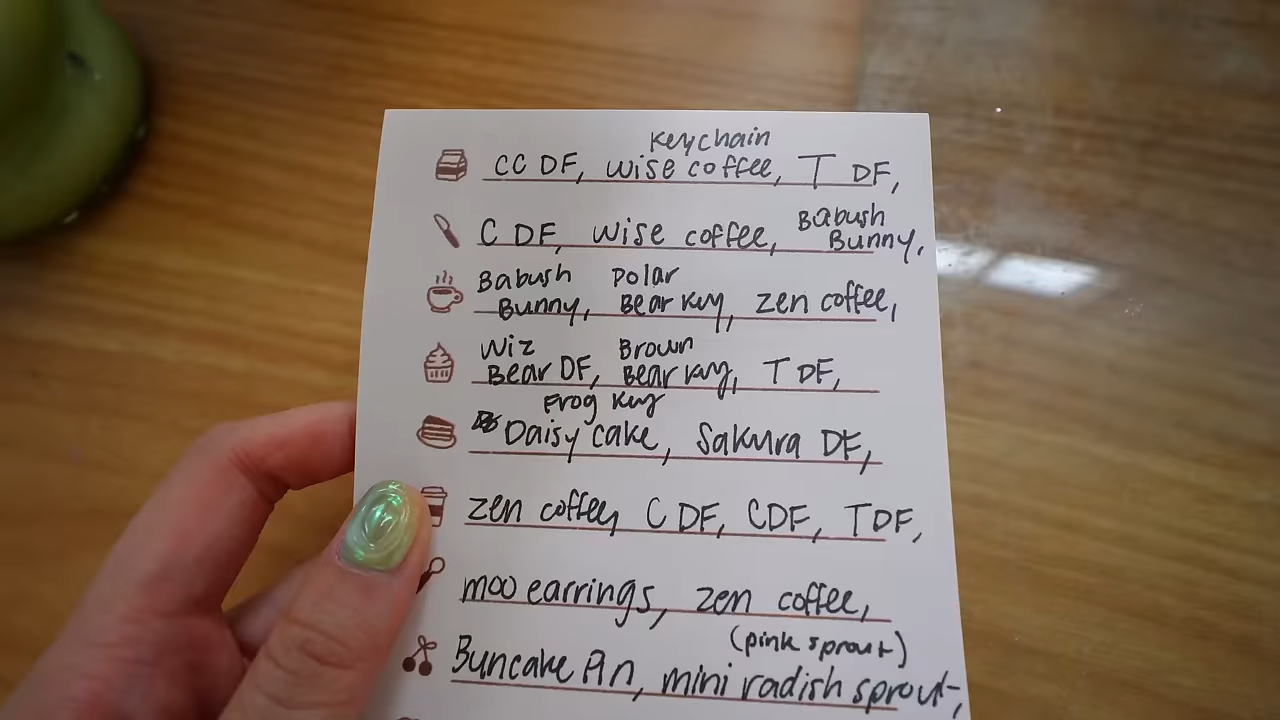 Keychain
CC DF, wise coffee, T DF,
C DF, wise coffee, Babush Bunny,
Babush Bunny, Polar Bear Key, zen coffee,
Wiz Bear DF, Brown Bear Key, T DF,
Frog Key
Daisy cake, Sakura DF,
zen coffee, C DF, CDF, TDF,
moo earrings, zen coffee,
(pink sprout)
Buncake Pin, mini radish sprout,